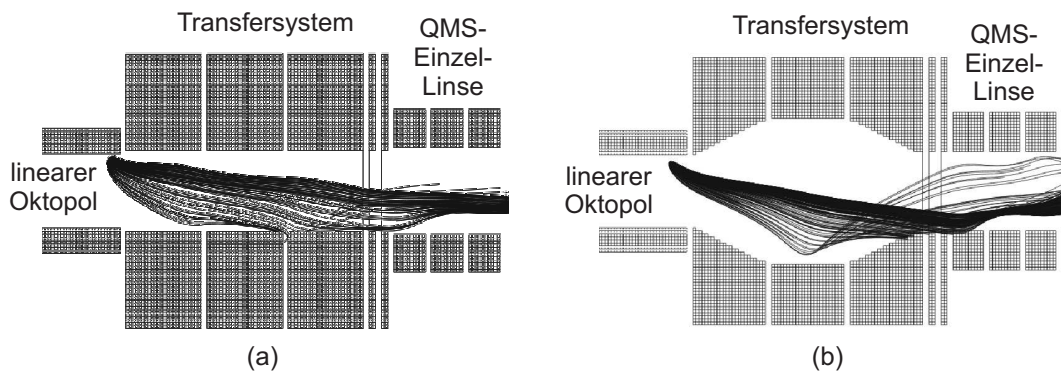 Transfersystem
QMS-
Einzel-
Linse
linearer
Oktopol
(a)
Transfersystem
QMS-
Einzel-
Linse
linearer
Oktopol
(b)